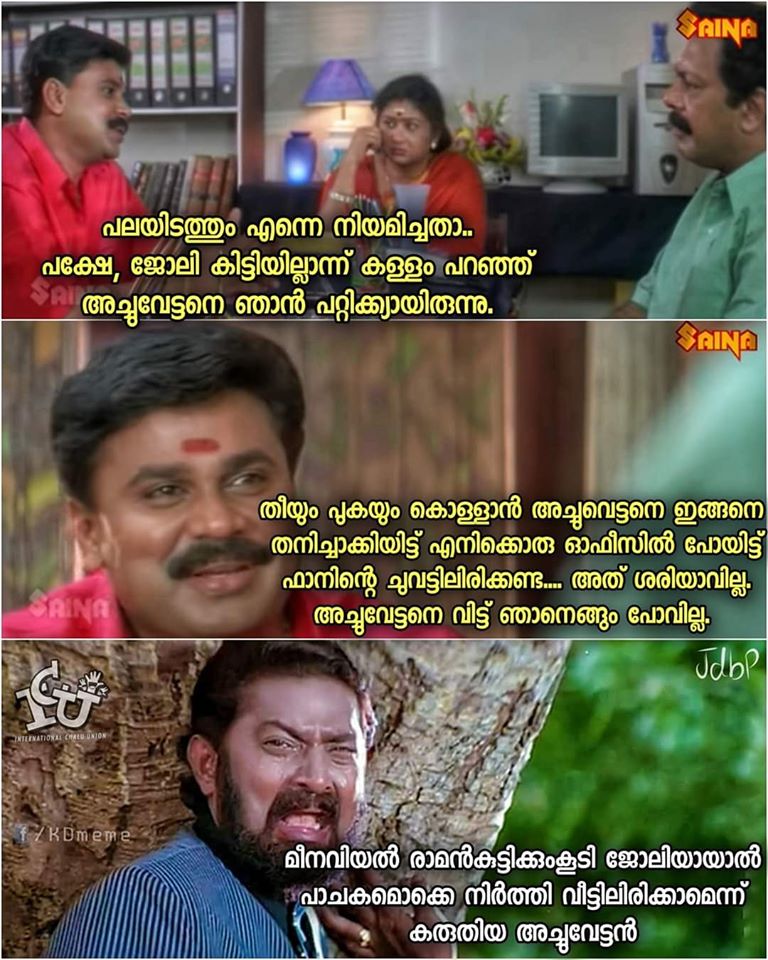 SAINA
പലയിടത്തും എന്നെ നിയമിച്ചതാ..
പക്ഷേ, ജോലി കിട്ടിയില്ലാന്ന് കള്ളം പറഞ്ഞ്
അച്ചുവേട്ടനെ ഞാൻ പറ്റിക്ക്യായിരുന്നു.
SAINA
തീയും പുകയും കൊള്ളാൻ അച്ചുവെട്ടനെ ഇങ്ങനെ
തനിച്ചാക്കിയിട്ട് എനിക്കൊരു ഓഫീസിൽ പോയിട്ട്
ഫാനിന്റെ ചുവട്ടിലിരിക്കണ്ട.... അത് ശരിയാവില്ല.
SAINA
അച്ചുവേട്ടനെ വിട്ട് ഞാനെങ്ങും പോവില്ല.
JdbP
ICU
INTERNATIONAL CHALU UNION
f/KDmeme
മീനവിയൽ രാമൻകുട്ടിക്കുംകൂടി ജോലിയായാൽ
പാചകമൊക്കെ നിർത്തി വീട്ടിലിരിക്കാമെന്ന്
കരുതിയ അച്ചുവേട്ടൻ